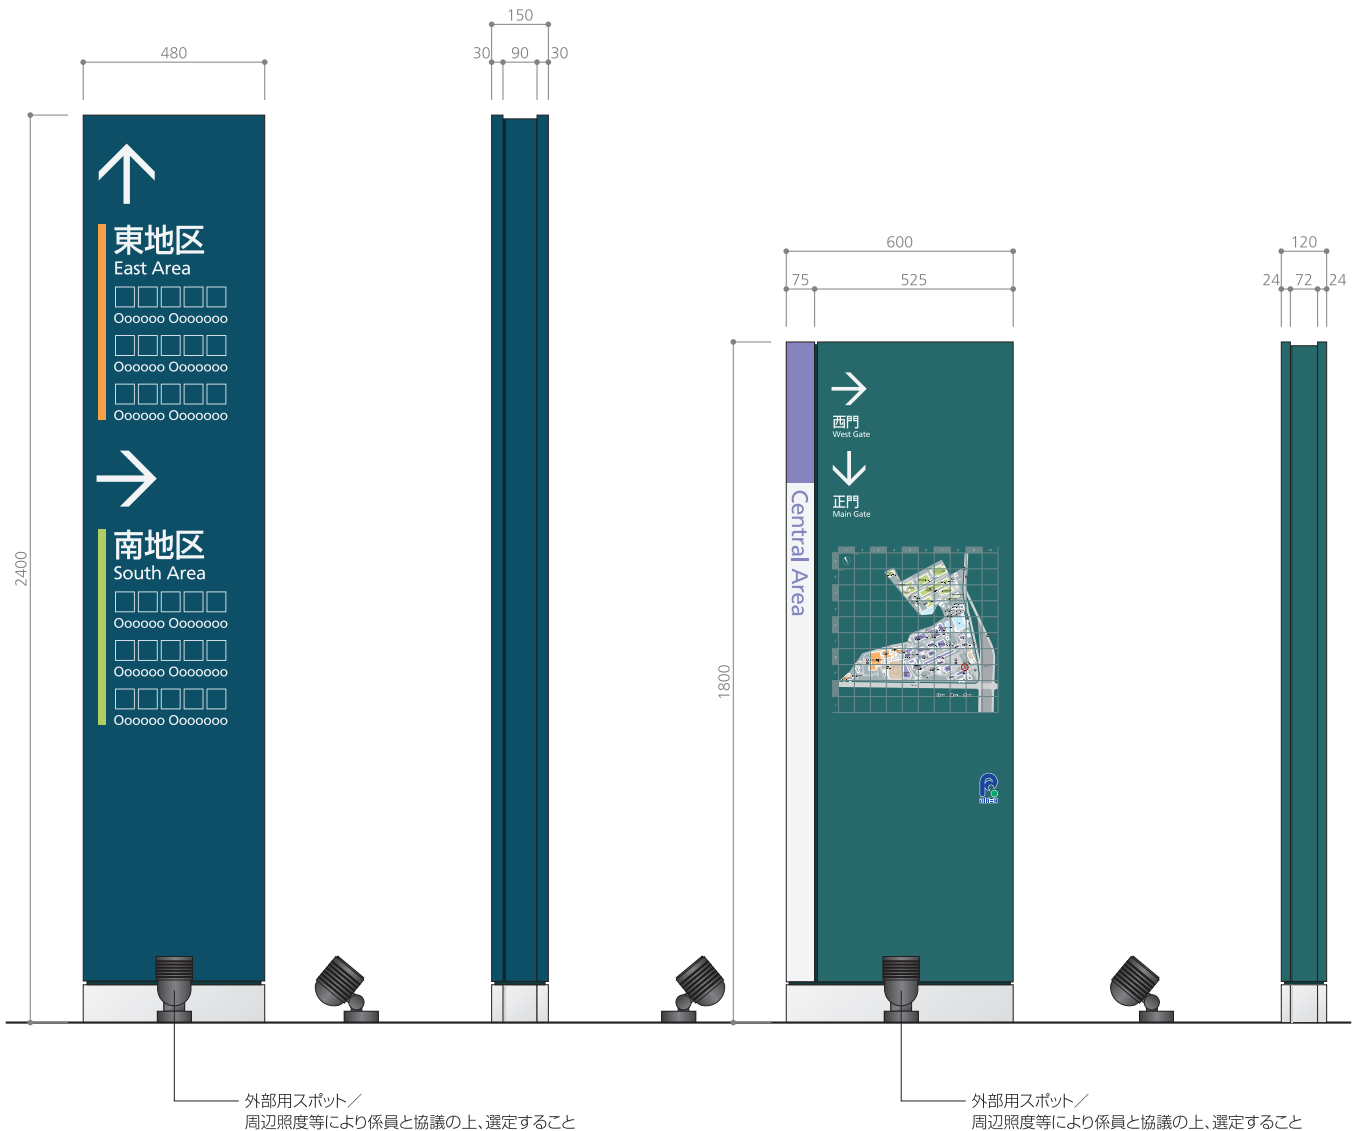 150
480
30 90 30
東地区
East Area
□□□□□
Oooooo Ooooooo
□□□□□
Oooooo Ooooooo
□□□□□
Oooooo Ooooooo
南地区
South Area
□□□□□
Oooooo Ooooooo
□□□□□
Oooooo Ooooooo
□□□□□
Oooooo Ooooooo
2400
600
75 525
120
24 72 24
西門
West Gate
正門
Main Gate
Central Area
1800
外部用スポット／
周辺照度等により係員と協議の上、選定すること
外部用スポット／
周辺照度等により係員と協議の上、選定すること